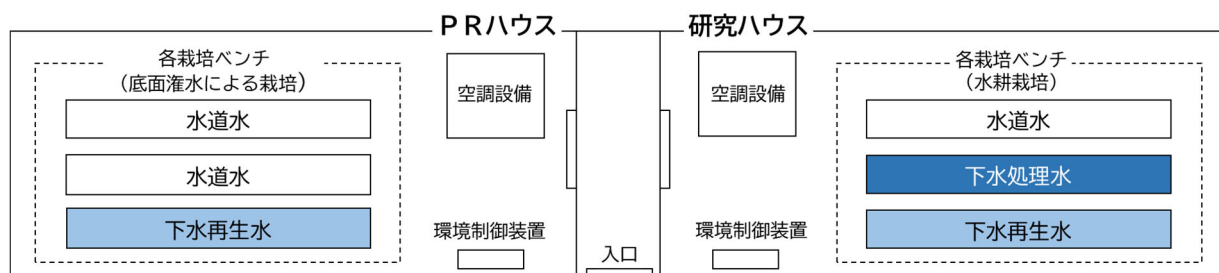 PRハウス
各栽培ベンチ
(底面潅水による栽培)
水道水
水道水
下水再生水
空調設備
環境制御装置
入口
研究ハウス
空調設備
環境制御装置
各栽培ベンチ
(水耕栽培)
水道水
下水処理水
下水再生水